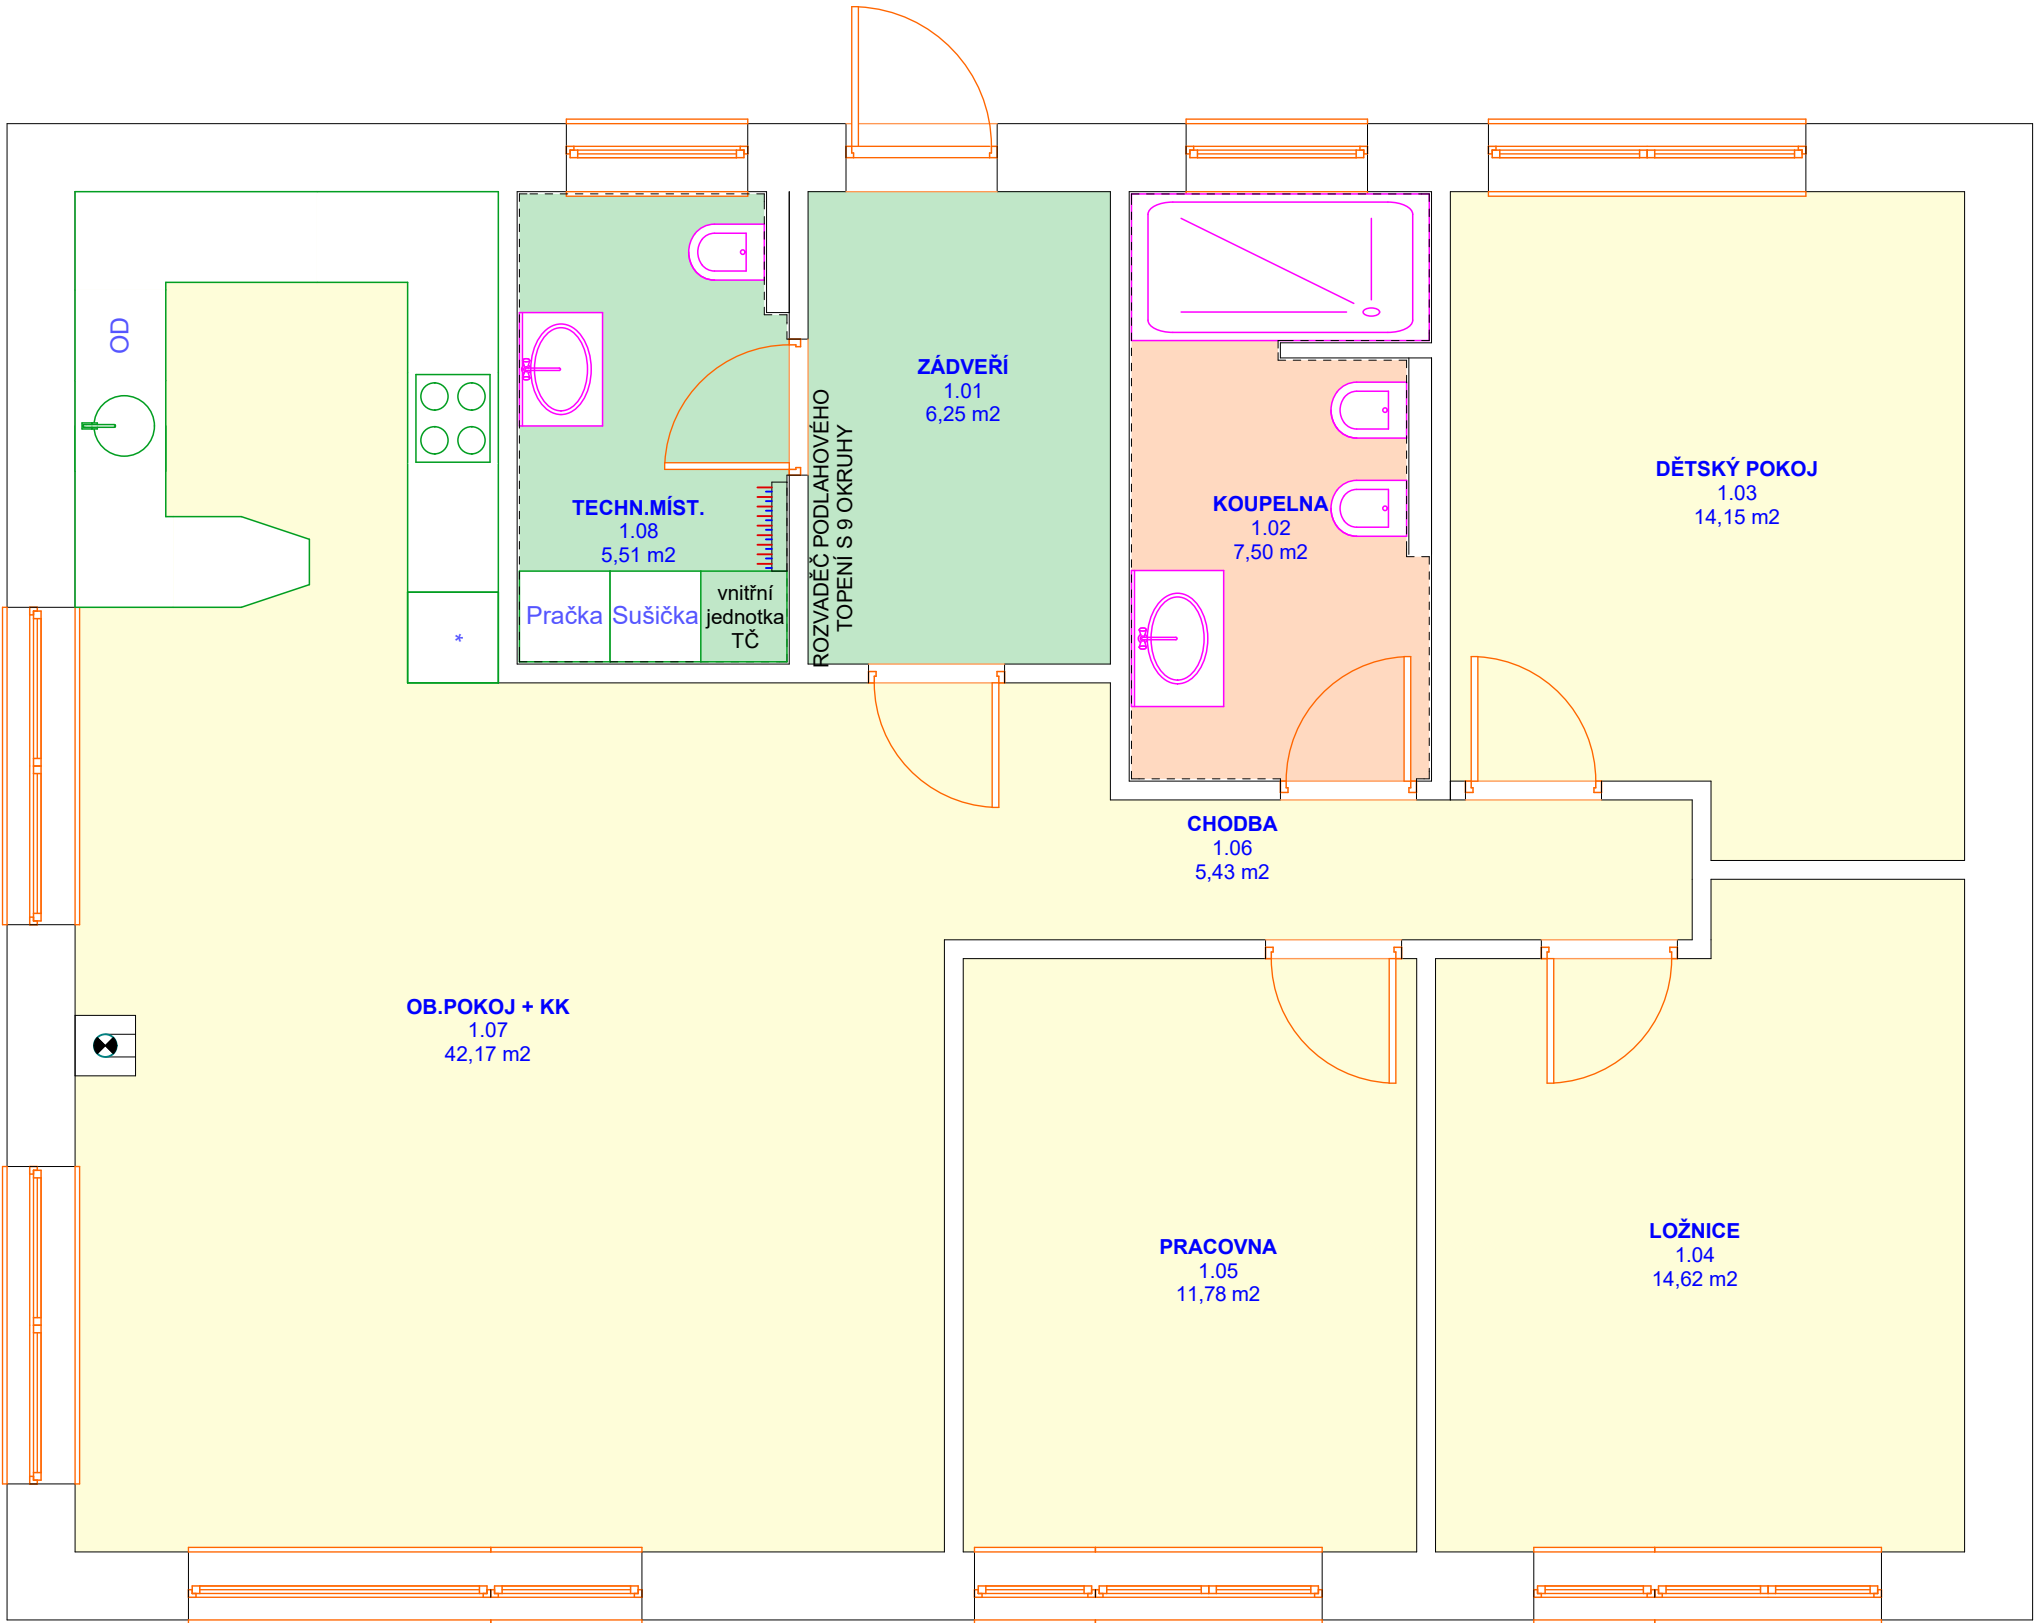 OD
ZÁDVEŘÍ
1.01
6,25 m2
ROZVADĚČ PODLAHOVÉHO
TOPENÍ S 9 OKRUHY
TECHN.MÍST.
1.08
5,51 m2
KOUPELNA
1.02
7,50 m2
DĚTSKÝ POKOJ
1.03
14,15 m2
Pračka
Sušička
vnitřní
jednotka
TČ
*
CHODBA
1.06
5,43 m2
OB.POKOJ + KK
1.07
42,17 m2
PRACOVNA
1.05
11,78 m2
LOŽNICE
1.04
14,62 m2